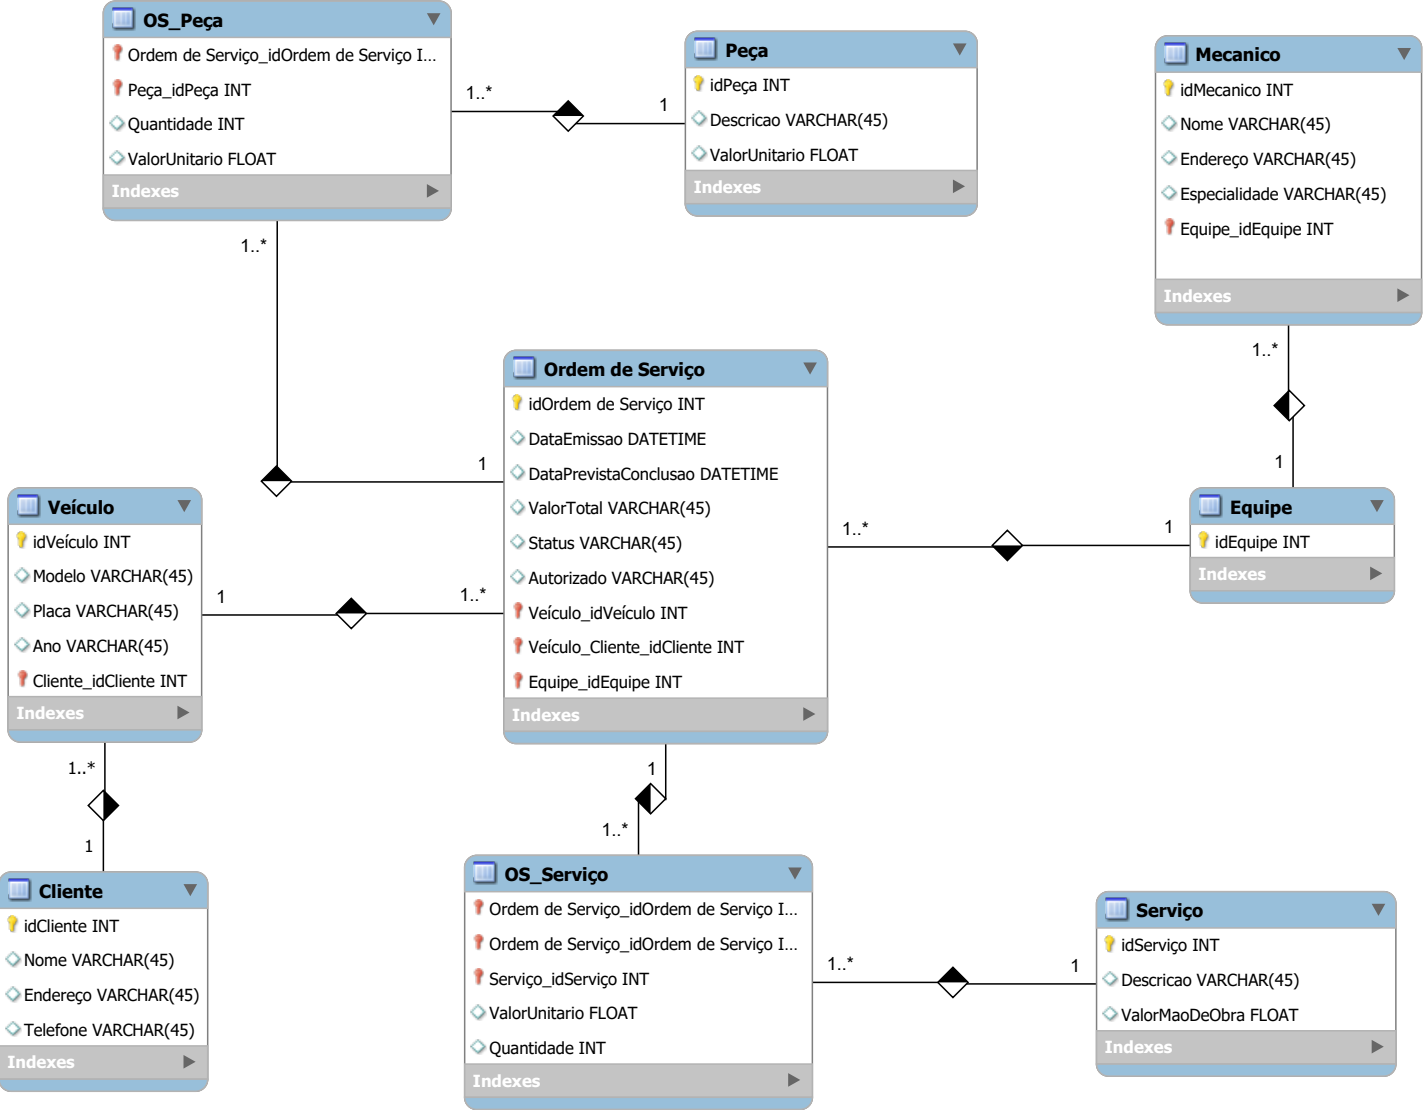 OS_Peça
Ordem de Serviço_idOrdem de Serviço I...
Peça_idPeça INT
Quantidade INT
ValorUnitario FLOAT
Indexes
1..*
1
Peça
idPeça INT
Descricao VARCHAR(45)
ValorUnitario FLOAT
Indexes
Mecanico
idMecanico INT
Nome VARCHAR(45)
Endereço VARCHAR(45)
Especialidade VARCHAR(45)
Equipe_idEquipe INT
Indexes
1..*
1
1..*
1
Ordem de Serviço
idOrdem de Serviço INT
DataEmissao DATETIME
DataPrevistaConclusao DATETIME
ValorTotal VARCHAR(45)
Status VARCHAR(45)
Autorizado VARCHAR(45)
Veículo_idVeículo INT
Veículo_Cliente_idCliente INT
Equipe_idEquipe INT
Indexes
1..*
1
Equipe
idEquipe INT
Indexes
Veículo
idVeículo INT
Modelo VARCHAR(45)
Placa VARCHAR(45)
Ano VARCHAR(45)
Cliente_idCliente INT
Indexes
1
1..*
1..*
1
Cliente
idCliente INT
Nome VARCHAR(45)
Endereço VARCHAR(45)
Telefone VARCHAR(45)
Indexes
1
1..*
OS_Serviço
Ordem de Serviço_idOrdem de Serviço I...
Ordem de Serviço_idOrdem de Serviço I...
Serviço_idServiço INT
ValorUnitario FLOAT
Quantidade INT
Indexes
1..*
1
Serviço
idServiço INT
Descricao VARCHAR(45)
ValorMaoDeObra FLOAT
Indexes